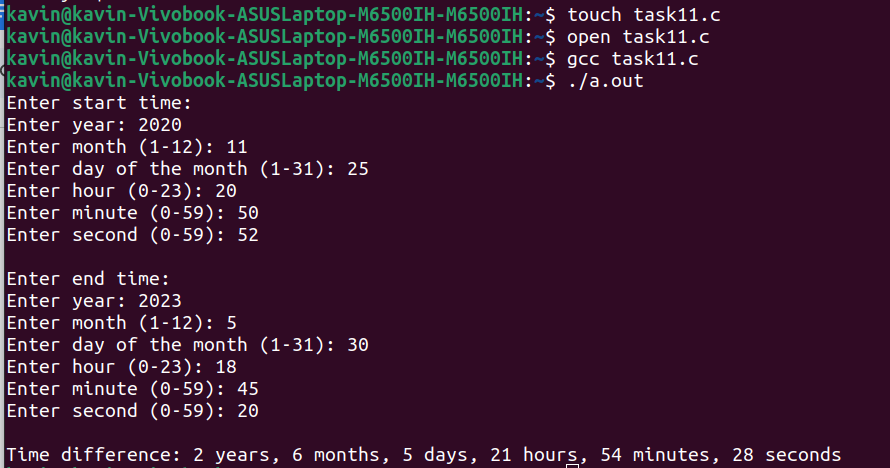 kavin@kavin-Vivobook-ASUSLaptop-M6500IH-M6500IH:~$ touch task11.c
kavin@kavin-Vivobook-ASUSLaptop-M6500IH-M6500IH:~$ open task11.c
kavin@kavin-Vivobook-ASUSLaptop-M6500IH-M6500IH:~$ gcc task11.c
kavin@kavin-Vivobook-ASUSLaptop-M6500IH-M6500IH:~$ ./a.out
Enter start time:
Enter year: 2020
Enter month (1-12): 11
Enter day of the month (1-31): 25
Enter hour (0-23): 20
Enter minute (0-59): 50
Enter second (0-59): 52
Enter end time:
Enter year: 2023
Enter month (1-12): 5
Enter day of the month (1-31): 30
Enter hour (0-23): 18
Enter minute (0-59): 45
Enter second (0-59): 20
Time difference: 2 years, 6 months, 5 days, 21 hours, 54 minutes, 28 seconds